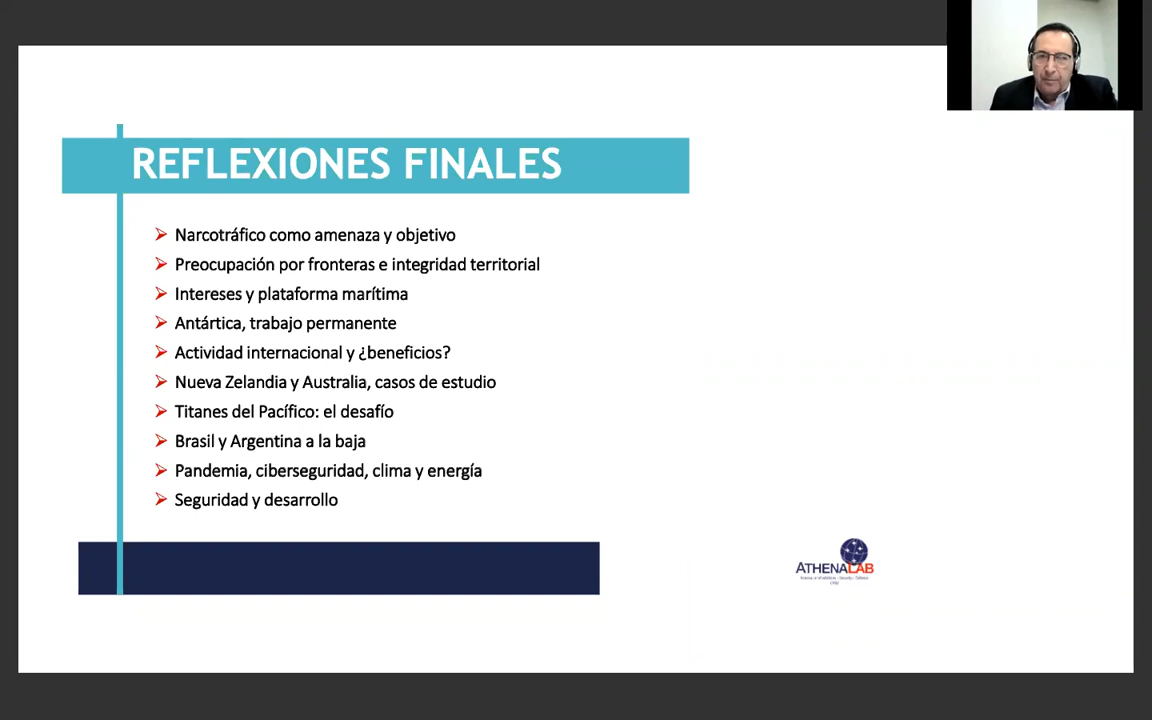 REFLEXIONES FINALES
Narcotráfico como amenaza y objetivo
Preocupación por fronteras e integridad territorial
Intereses y plataforma marítima
Antártica, trabajo permanente
Actividad internacional y ¿beneficios?
Nueva Zelandia y Australia, casos de estudio
Titanes del Pacífico: el desafío
Brasil y Argentina a la baja
Pandemia, ciberseguridad, clima y energía
Seguridad y desarrollo
ATHENALAB